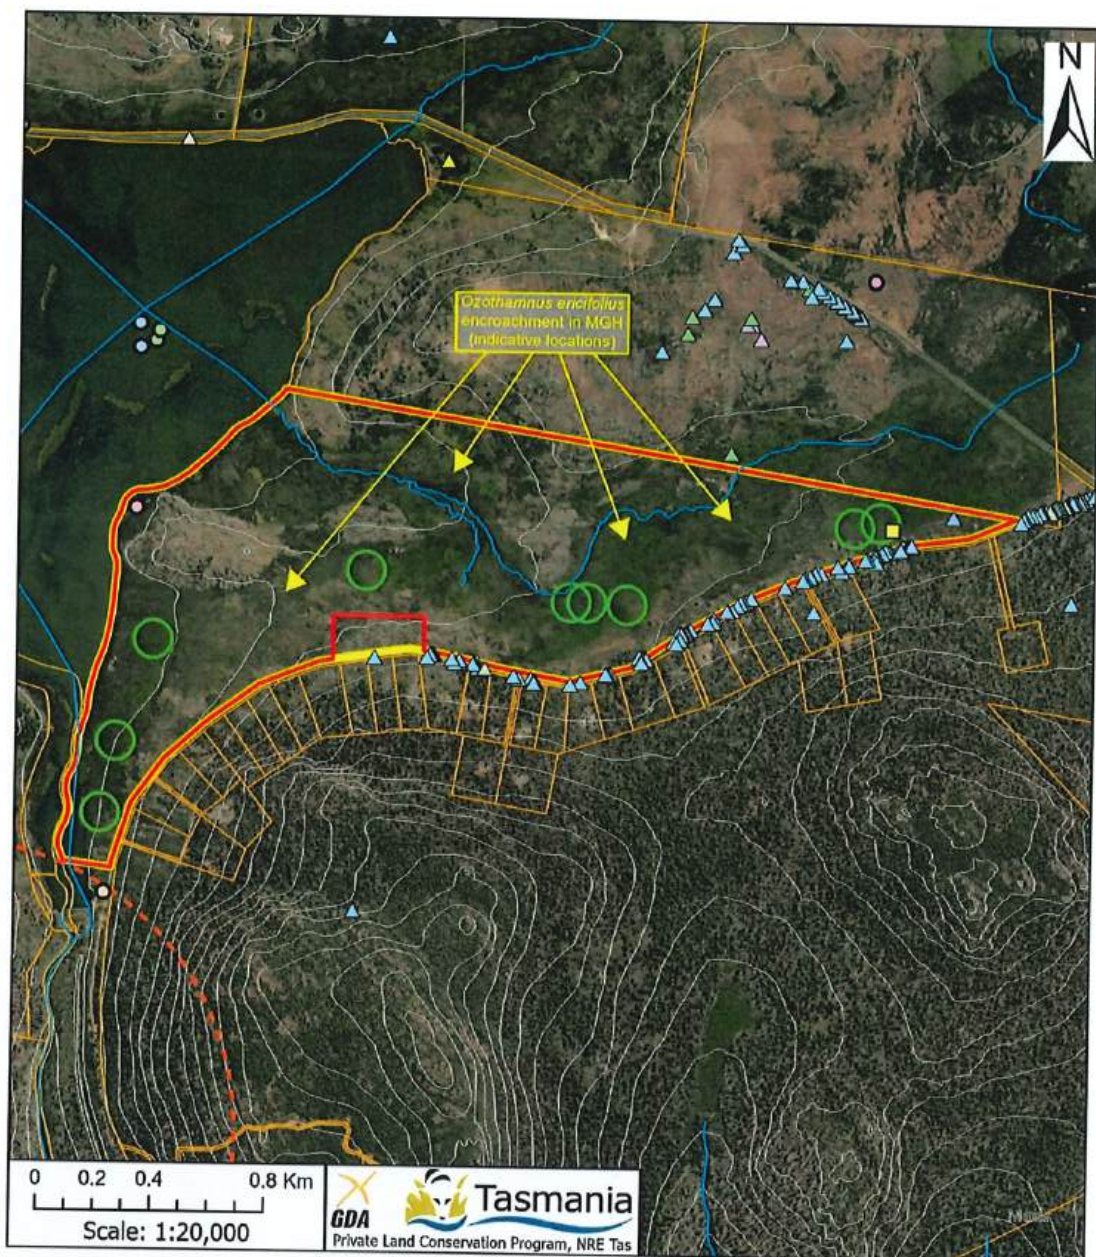 N
Ozothamnus ericifolius
encroachment in MGH
(indicative locations)
0 0.2 0.4 0.8 Km
Scale: 1:20,000
GDA
Tasmania
Private Land Conservation Program, NRE Tas